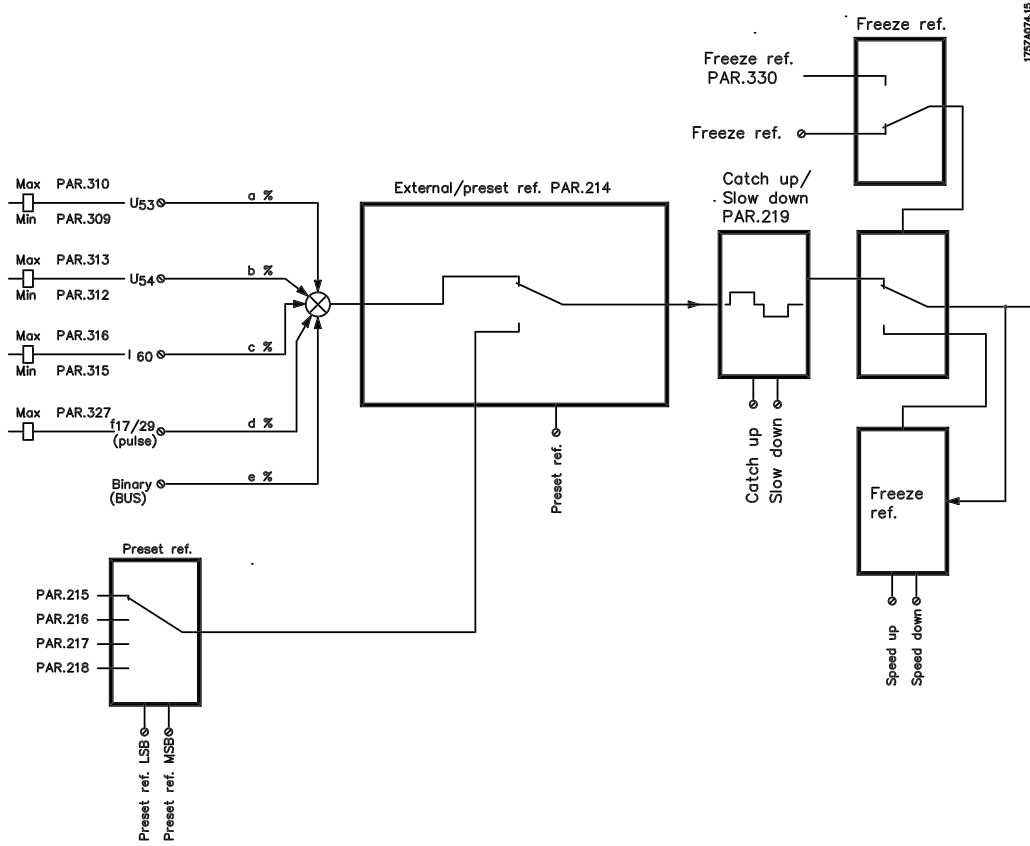 175ZA074.15
Freeze ref.
Freeze ref.
PAR.330
Freeze ref.
Max PAR.310
U53
a %
Min PAR.309
External/preset ref. PAR.214
Catch up/
Slow down
PAR.219
Max PAR.313
U54
b %
Min PAR.312
Max PAR.316
I 60
c %
Min PAR.315
Max PAR.327
f17/29
(pulse)
d %
Binary
(BUS)
e %
Preset ref.
Catch up
Slow down
Freeze
ref.
Speed up
Speed down
Preset ref.
PAR.215
PAR.216
PAR.217
PAR.218
Preset ref. LSB
Preset ref. MSB